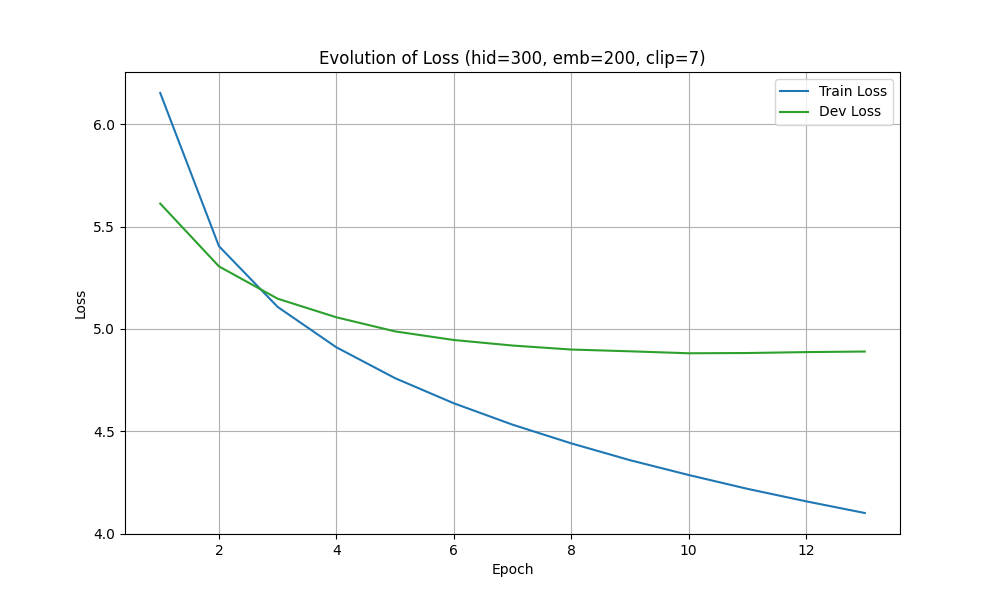 Evolution of Loss (hid=300, emb=200, clip=7)
Train Loss
Dev Loss
6.0
5.5
5.0
4.5
4.0
Loss
2 4 6 8 10 12
Epoch